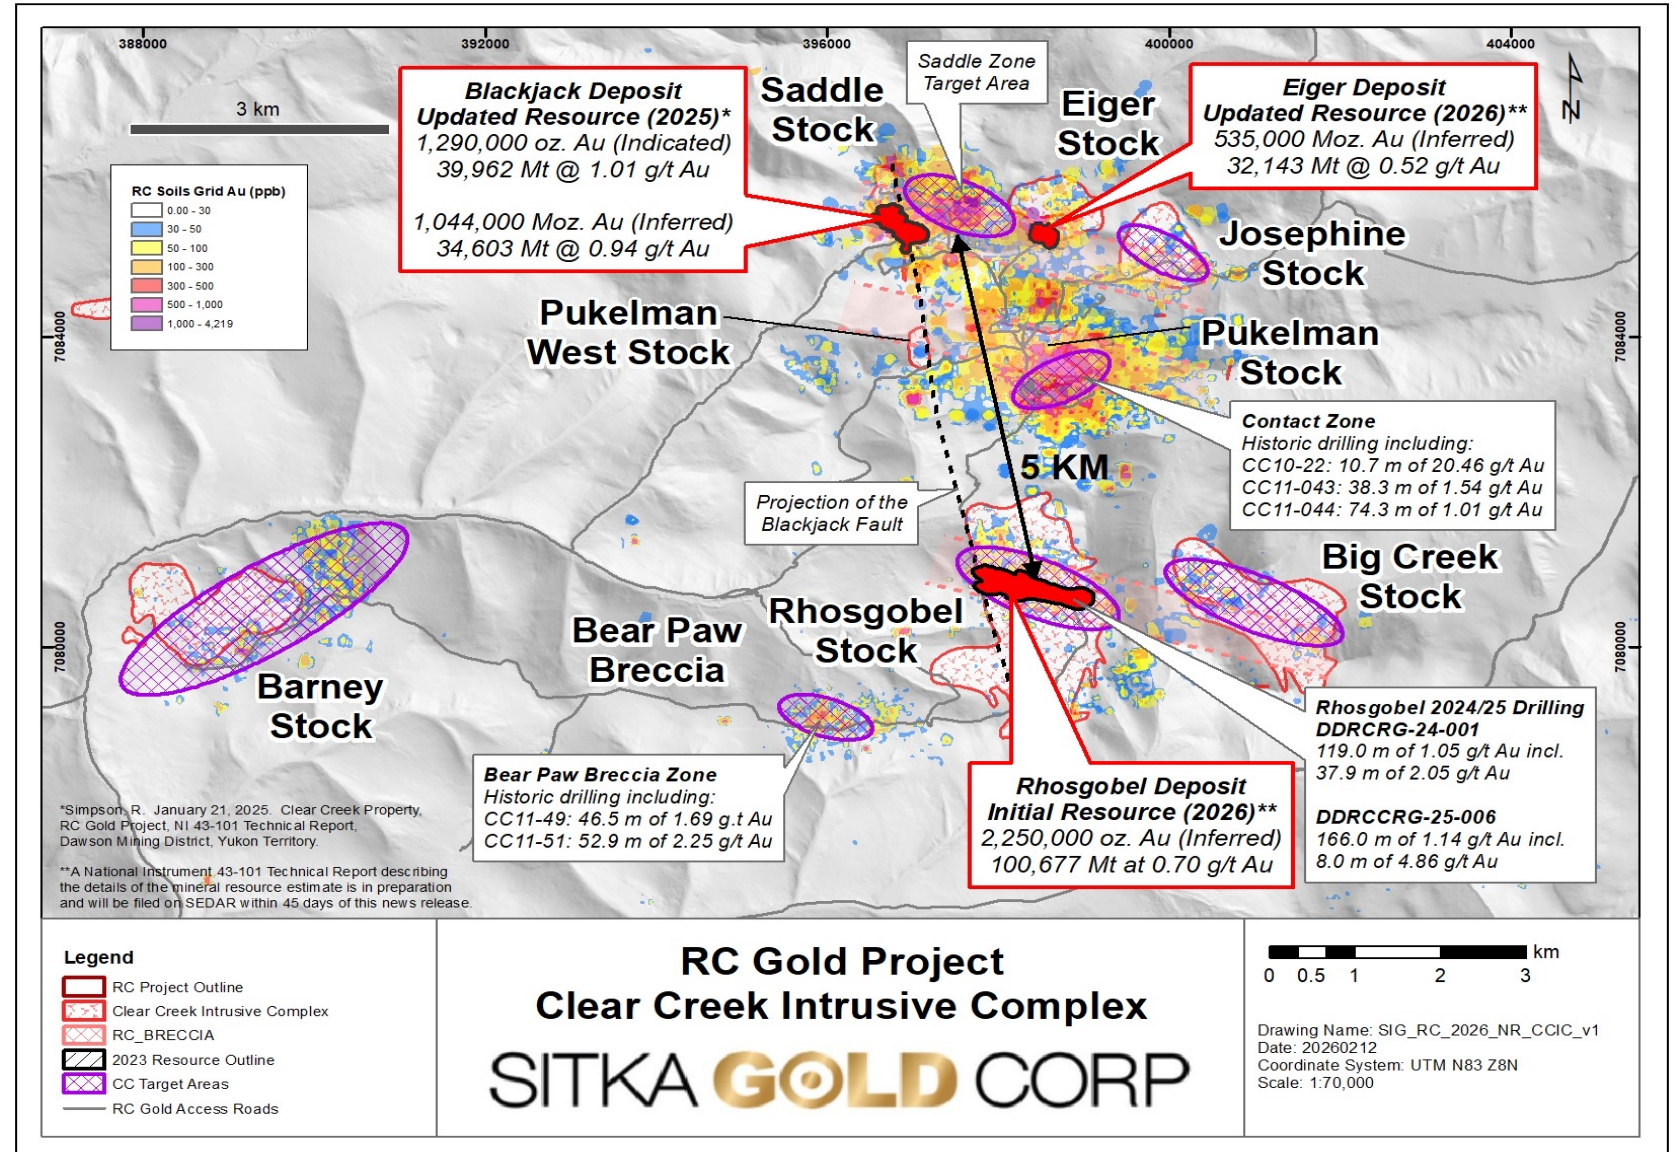 388000
392000
396000
400000
404000
3 km
RC Soils Grid Au (ppb)
0.00 - 30
30 - 50
50 - 100
100 - 300
300 - 500
500 - 1,000
1,000 - 4,219
Blackjack Deposit
Updated Resource (2025)*
1,290,000 oz. Au (Indicated)
39,962 Mt @ 1.01 g/t Au
1,044,000 Moz. Au (Inferred)
34,603 Mt @ 0.94 g/t Au
Saddle
Stock
Saddle Zone
Target Area
Eiger
Stock
Eiger Deposit
Updated Resource (2026)**
535,000 Moz. Au (Inferred)
32,143 Mt @ 0.52 g/t Au
N
Josephine
Stock
7084000
7084000
Pukelman
West Stock
Pukelman
Stock
Contact Zone
Historic drilling including:
CC10-22: 10.7 m of 20.46 g/t Au
CC11-043: 38.3 m of 1.54 g/t Au
CC11-044: 74.3 m of 1.01 g/t Au
5 KM
Projection of the
Blackjack Fault
Big Creek
Stock
7080000
7080000
Rhosgobel
Stock
Bear Paw
Breccia
Barney
Stock
Rhosgobel 2024/25 Drilling
DDRCRG-24-001
119.0 m of 1.05 g/t Au incl.
37.9 m of 2.05 g/t Au
DDRCCRG-25-006
166.0 m of 1.14 g/t Au incl.
8.0 m of 4.86 g/t Au
Bear Paw Breccia Zone
Historic drilling including:
CC11-49: 46.5 m of 1.69 g.t Au
CC11-51: 52.9 m of 2.25 g/t Au
Rhosgobel Deposit
Initial Resource (2026)**
2,250,000 oz. Au (Inferred)
100,677 Mt at 0.70 g/t Au
*Simpson, R.  January 21, 2025.  Clear Creek Property,
RC Gold Project, NI 43-101 Technical Report,
Dawson Mining District, Yukon Territory.
**A National Instrument 43-101 Technical Report describing
the details of the mineral resource estimate is in preparation
and will be filed on SEDAR within 45 days of this news release.
Legend
RC Project Outline
Clear Creek Intrusive Complex
RC_BRECCIA
2023 Resource Outline
CC Target Areas
RC Gold Access Roads
RC Gold Project
Clear Creek Intrusive Complex
SITKA GOLD CORP
km
0 0.5 1 2 3
Drawing Name: SIG_RC_2026_NR_CCIC_v1
Date: 20260212
Coordinate System: UTM N83 Z8N
Scale: 1:70,000